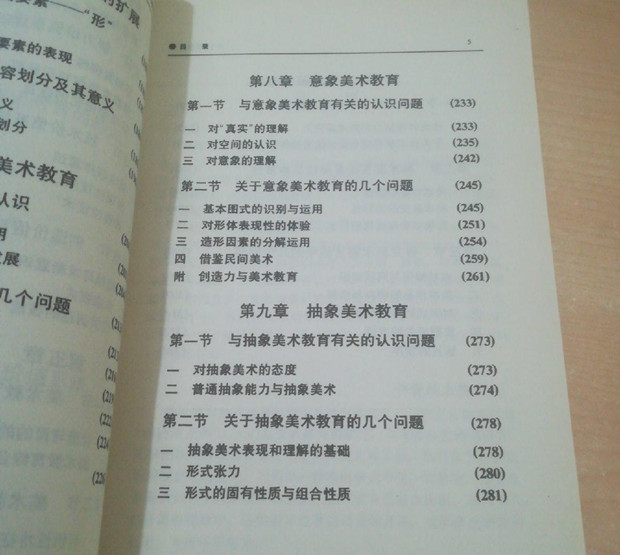 的扩展
要素——“形”
要素的表现
容划分及其意义
义
划分
美术教育
认识
用
发展
几个问题
●目 录 5
第八章 意象美术教育
第一节 与意象美术教育有关的认识问题 (233)
一 对“真实”的理解 (233)
二 对空间的认识 (235)
三 对意象的理解 (242)
第二节 关于意象美术教育的几个问题 (245)
一 基本图式的识别与运用 (245)
二 对形体表现性的体验 (251)
三 造形因素的分解运用 (254)
四 借鉴民间美术 (259)
附 创造力与美术教育 (261)
第九章 抽象美术教育
第一节 与抽象美术教育有关的认识问题 (273)
一 对抽象美术的态度 (273)
二 普通抽象能力与抽象美术 (274)
第二节 关于抽象美术教育的几个问题 (278)
一 抽象美术表现和理解的基础 (278)
二 形式张力 (280)
三 形式的固有性质与组合性质 (281)